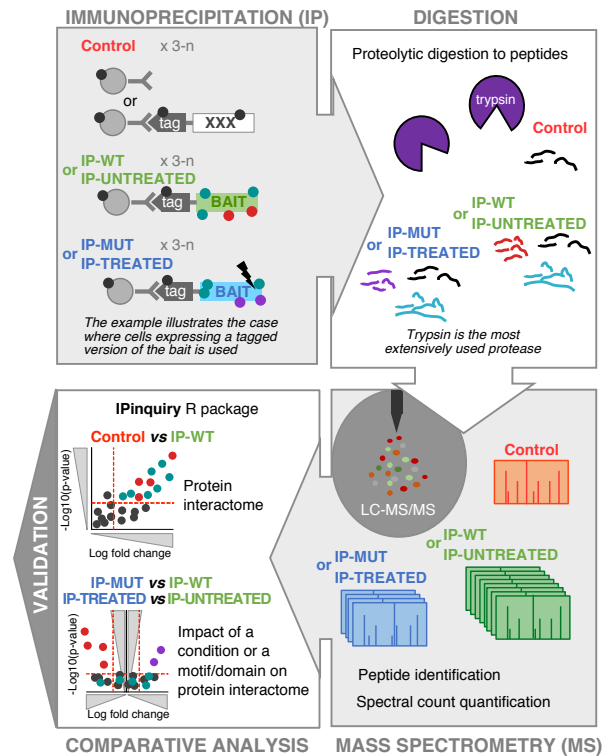 IMMUNOPRECIPITATION (IP)
Control x 3-n
or
tag XXX
or IP-WT x 3-n
IP-UNTREATED
tag BAIT
or IP-MUT x 3-n
IP-TREATED
tag BAIT
The example illustrates the case
where cells expressing a tagged
version of the bait is used
DIGESTION
Proteolytic digestion to peptides
trypsin
Control
or IP-WT
IP-UNTREATED
or IP-MUT
IP-TREATED
Trypsin is the most
extensively used protease
LC-MS/MS
Control
or IP-WT
IP-UNTREATED
or IP-MUT
IP-TREATED
Peptide identification
Spectral count quantification
MASS SPECTROMETRY (MS)
IPinquiry R package
Control vs IP-WT
-Log10(p-value)
Protein
interactome
Log fold change
IP-MUT vs IP-WT
IP-TREATED vs IP-UNTREATED
-Log10(p-value)
Impact of a
condition or a
motif/domain on
protein interactome
Log fold change
COMPARATIVE ANALYSIS
VALIDATION